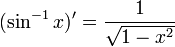 (sin⁻¹ x)′ = 1/√(1 − x²)